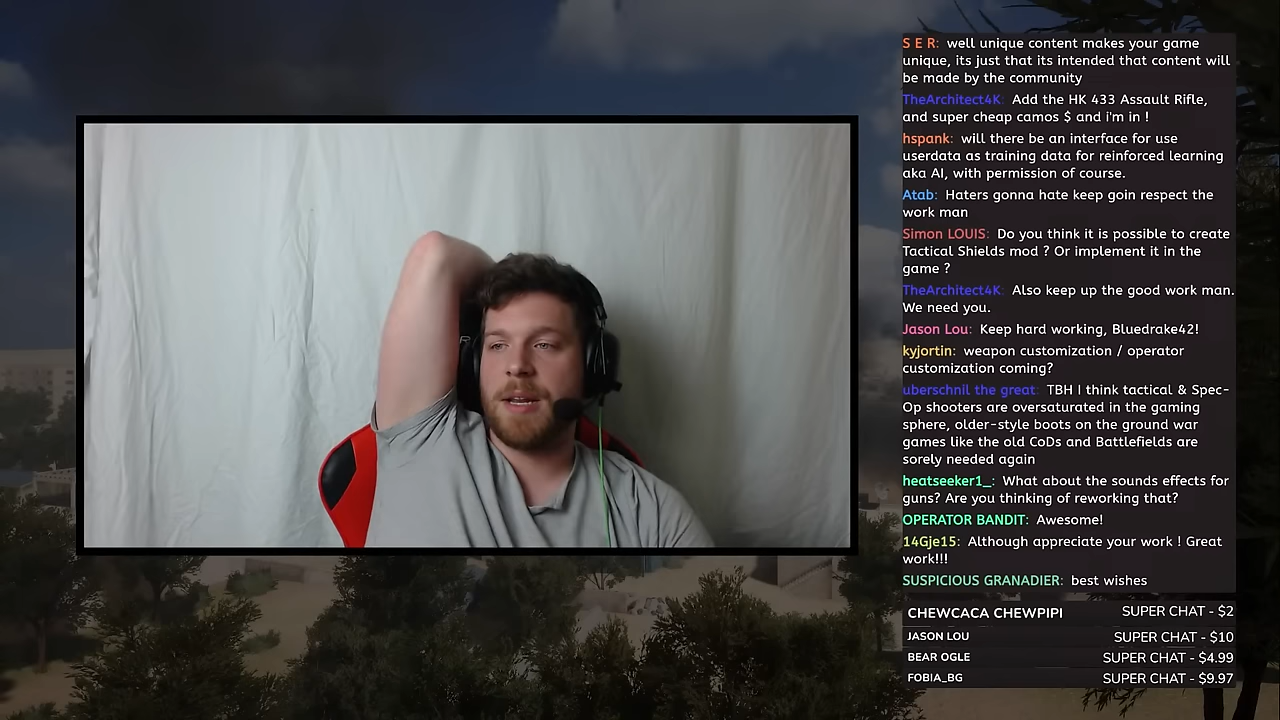 S E R: well unique content makes your game
unique, its just that its intended that content will
be made by the community
TheArchitect4K: Add the HK 433 Assault Rifle,
and super cheap camos $ and i'm in !
hspank: will there be an interface for use
userdata as training data for reinforced learning
aka AI, with permission of course.
Atab: Haters gonna hate keep goin respect the
work man
Simon LOUIS: Do you think it is possible to create
Tactical Shields mod ? Or implement it in the
game ?
TheArchitect4K: Also keep up the good work man.
We need you.
Jason Lou: Keep hard working, Bluedrake42!
kyjortin: weapon customization / operator
customization coming?
uberschnil the great: TBH I think tactical & Spec-
Op shooters are oversaturated in the gaming
sphere, older-style boots on the ground war
games like the old CoDs and Battlefields are
sorely needed again
heatseeker1_: What about the sounds effects for
guns? Are you thinking of reworking that?
OPERATOR BANDIT: Awesome!
14Gje15: Although appreciate your work ! Great
work!!!
SUSPICIOUS GRANADIER: best wishes
CHEWCACA CHEWPIPI SUPER CHAT - $2
JASON LOU SUPER CHAT - $10
BEAR OGLE SUPER CHAT - $4.99
FOBIA_BG SUPER CHAT - $9.97